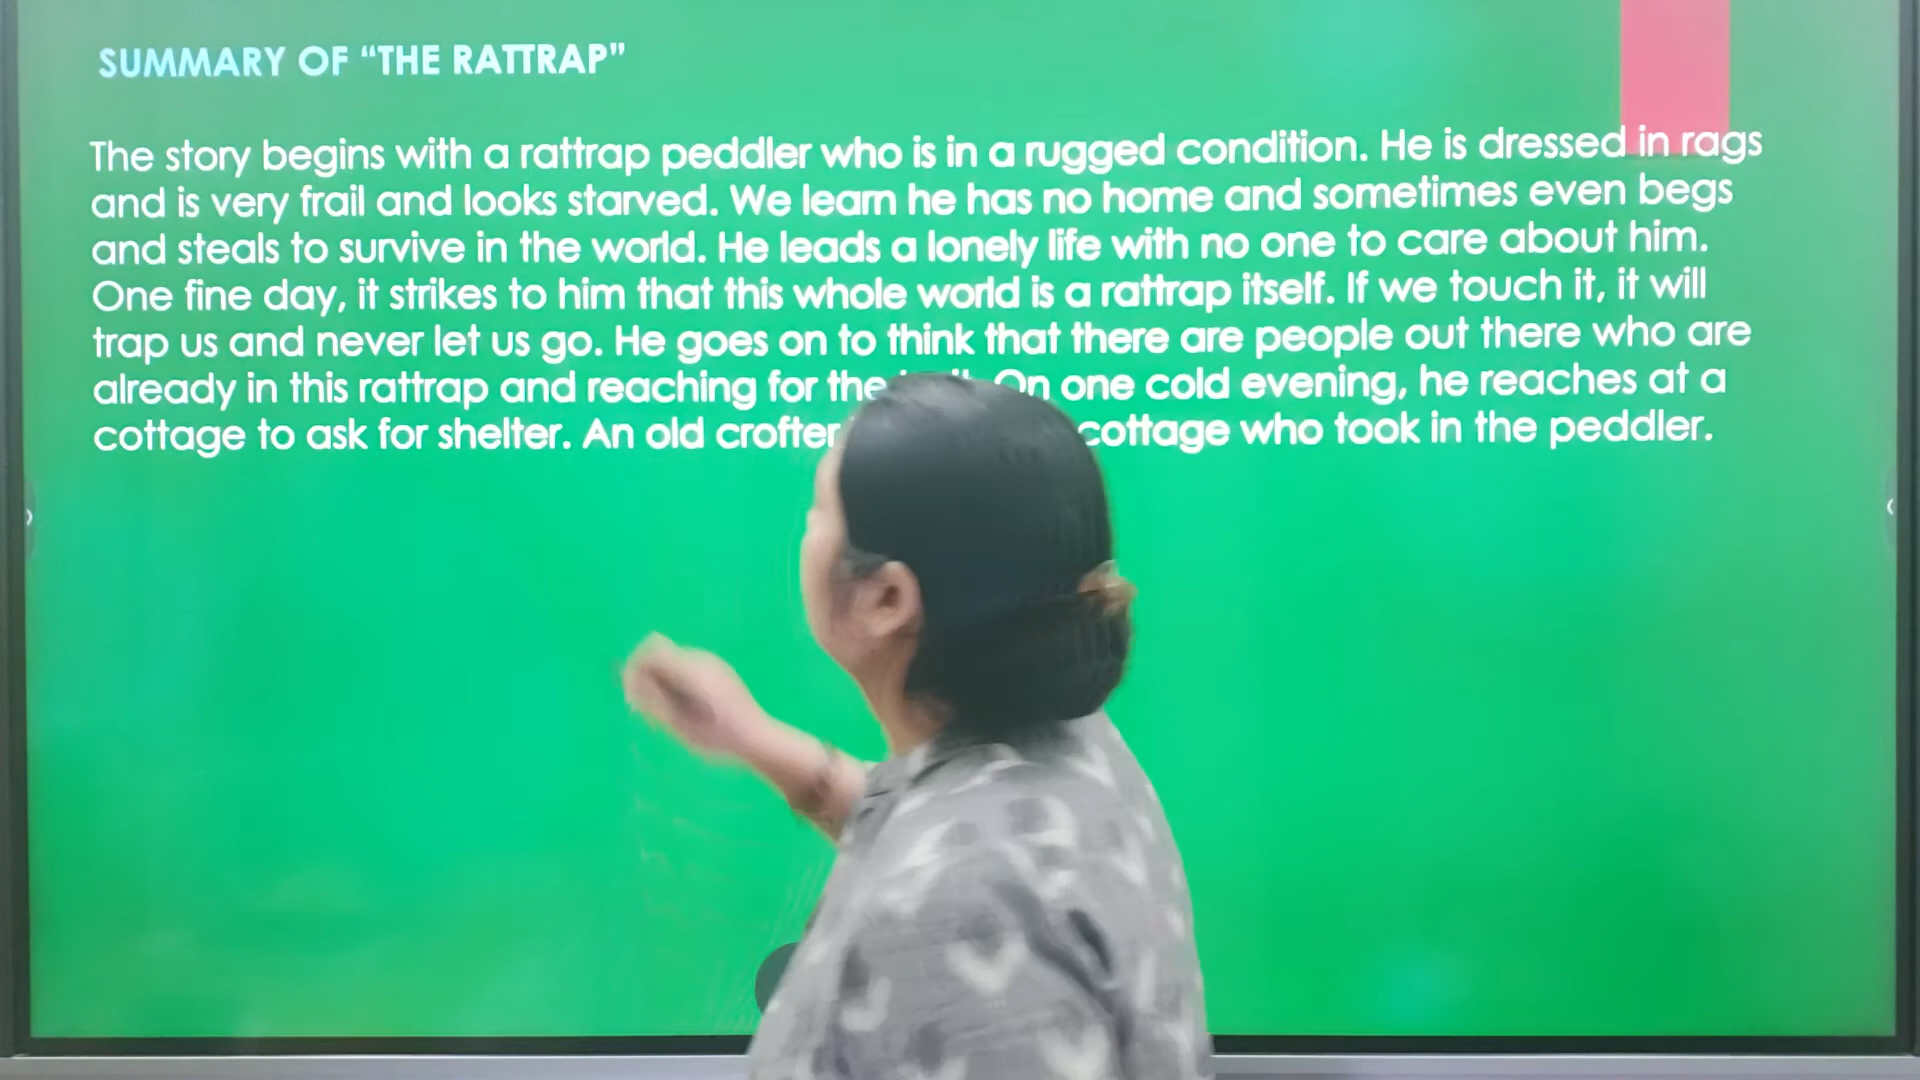 SUMMARY OF “THE RATTRAP”
The story begins with a rattrap peddler who is in a rugged condition. He is dressed in rags
and is very frail and looks starved. We learn he has no home and sometimes even begs
and steals to survive in the world. He leads a lonely life with no one to care about him.
One fine day, it strikes to him that this whole world is a rattrap itself. If we touch it, it will
trap us and never let us go. He goes on to think that there are people out there who are
already in this rattrap and reaching for the On one cold evening, he reaches at a
cottage to ask for shelter. An old crofter cottage who took in the peddler.